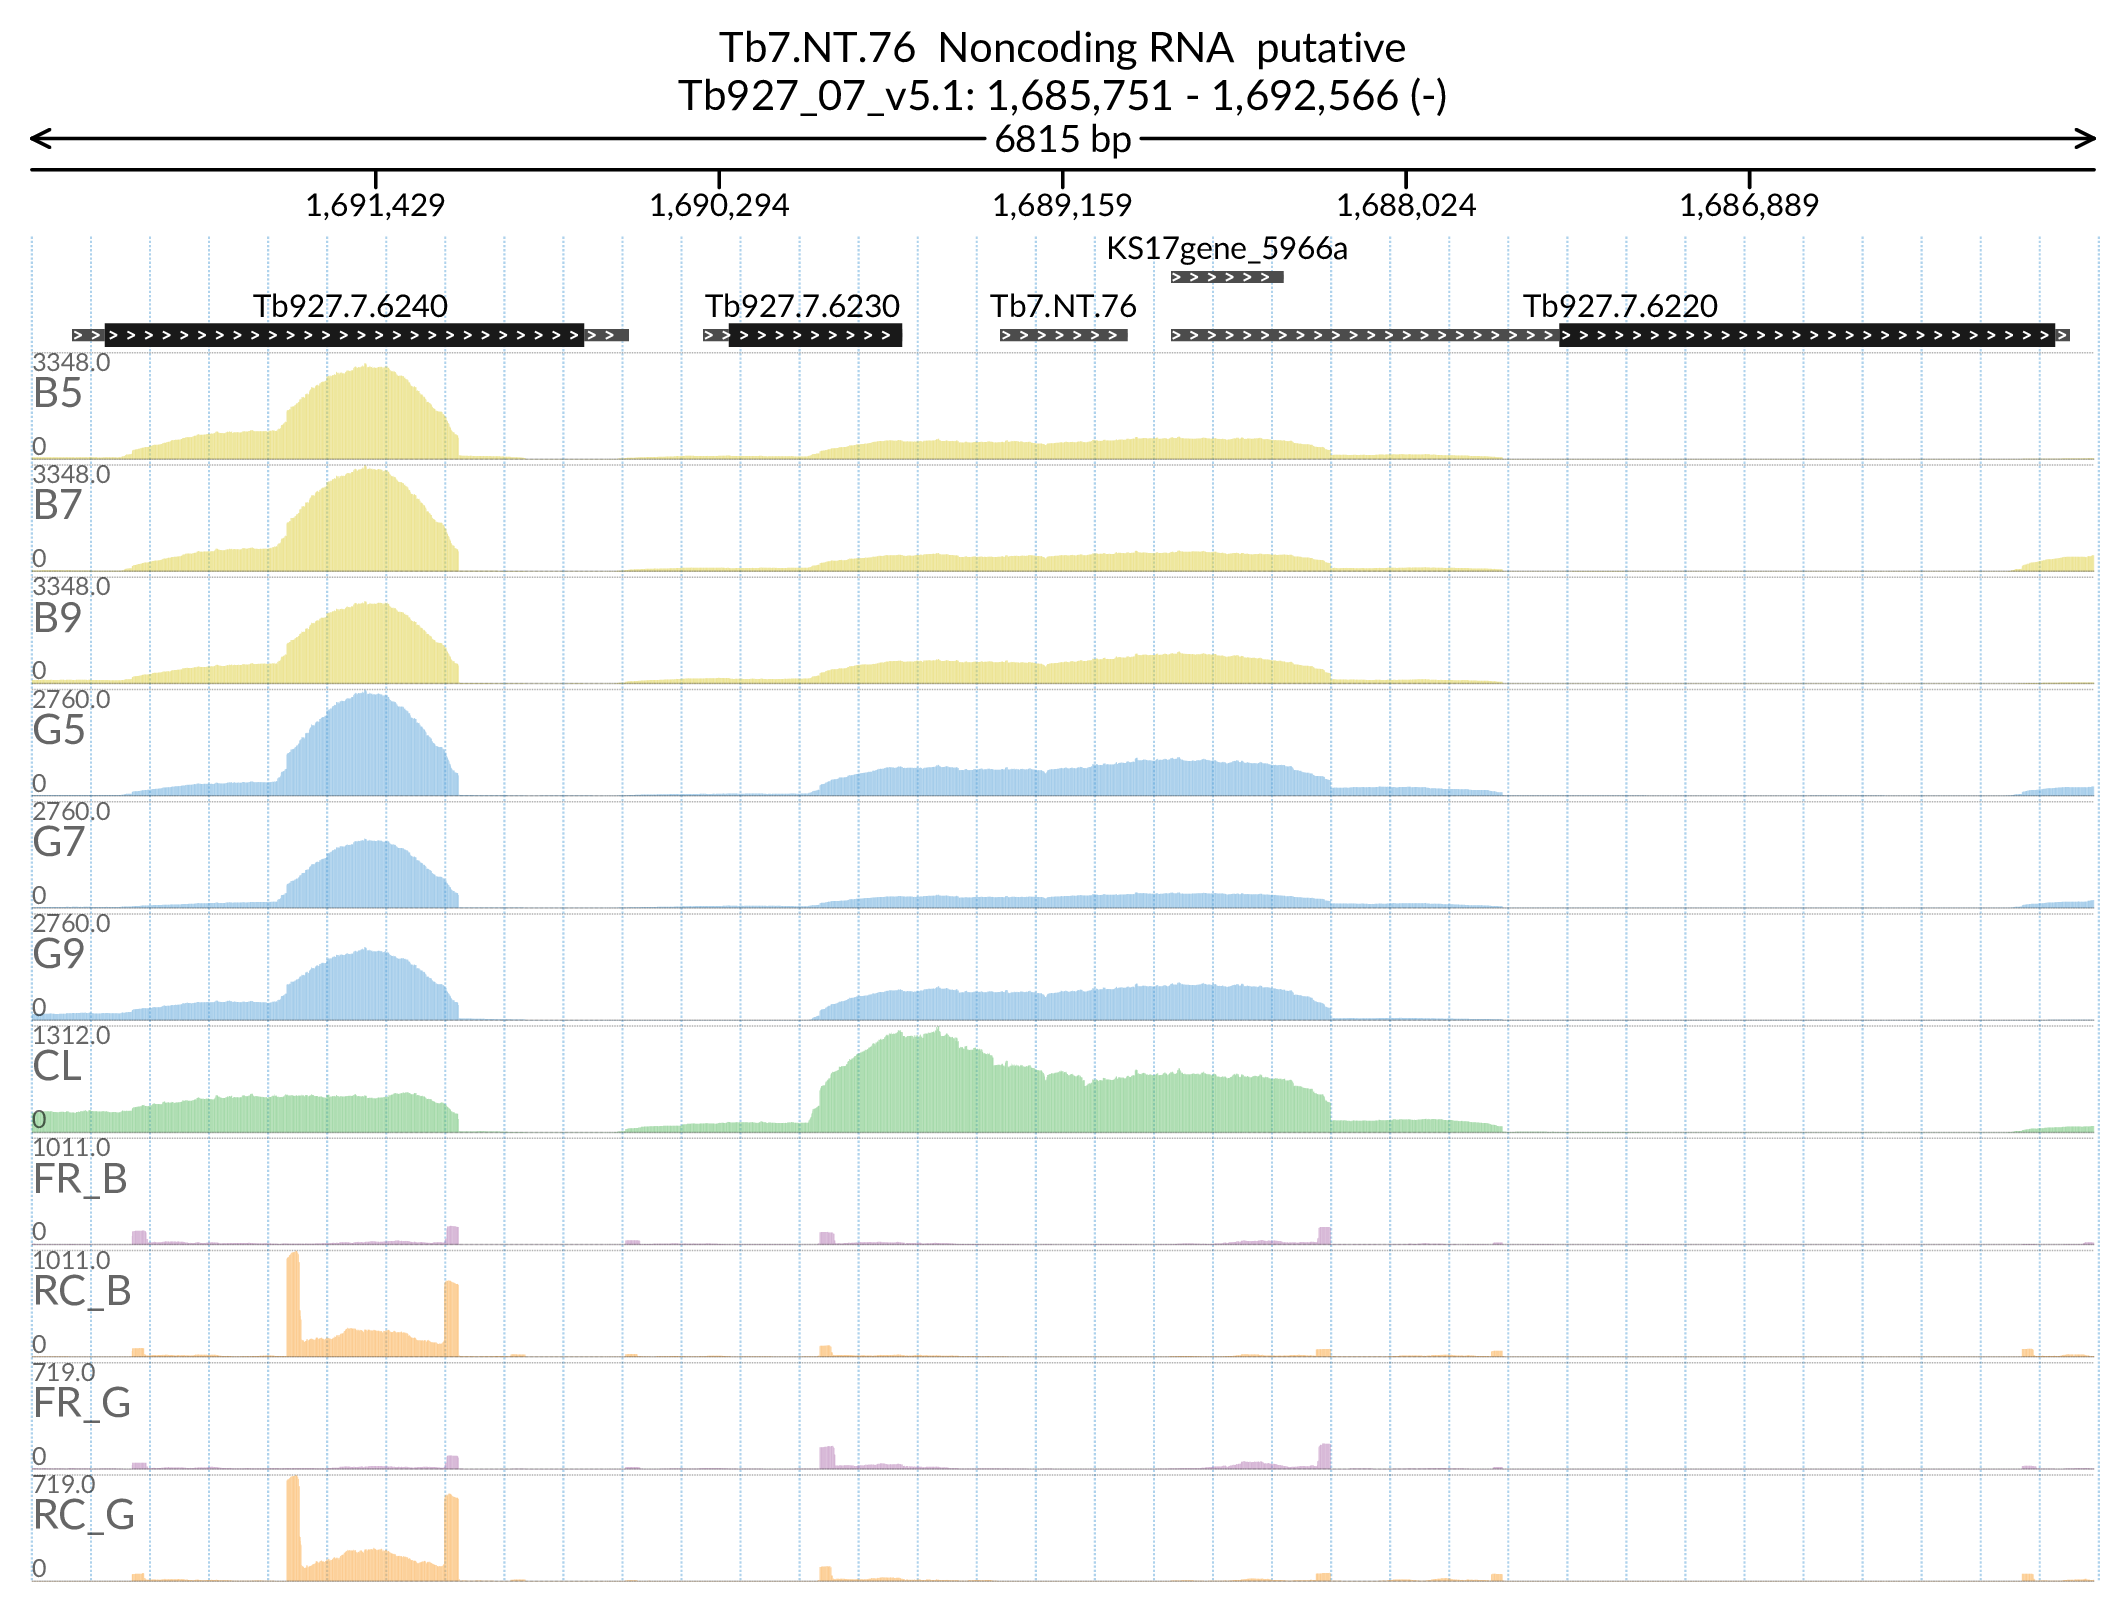 Tb7.NT.76 Noncoding RNA putative
Tb927_07_v5.1: 1,685,751 - 1,692,566 (-)
6815 bp
1,691,429 1,690,294 1,689,159 1,688,024 1,686,889
KS17gene_5966a
Tb927.7.6240 Tb927.7.6230 Tb7.NT.76 Tb927.7.6220
3348.0
B5
0
3348.0
B7
0
3348.0
B9
0
2760.0
G5
0
2760.0
G7
0
2760.0
G9
0
1312.0
CL
0
1011.0
FR_B
0
1011.0
RC_B
0
719.0
FR_G
0
719.0
RC_G
0